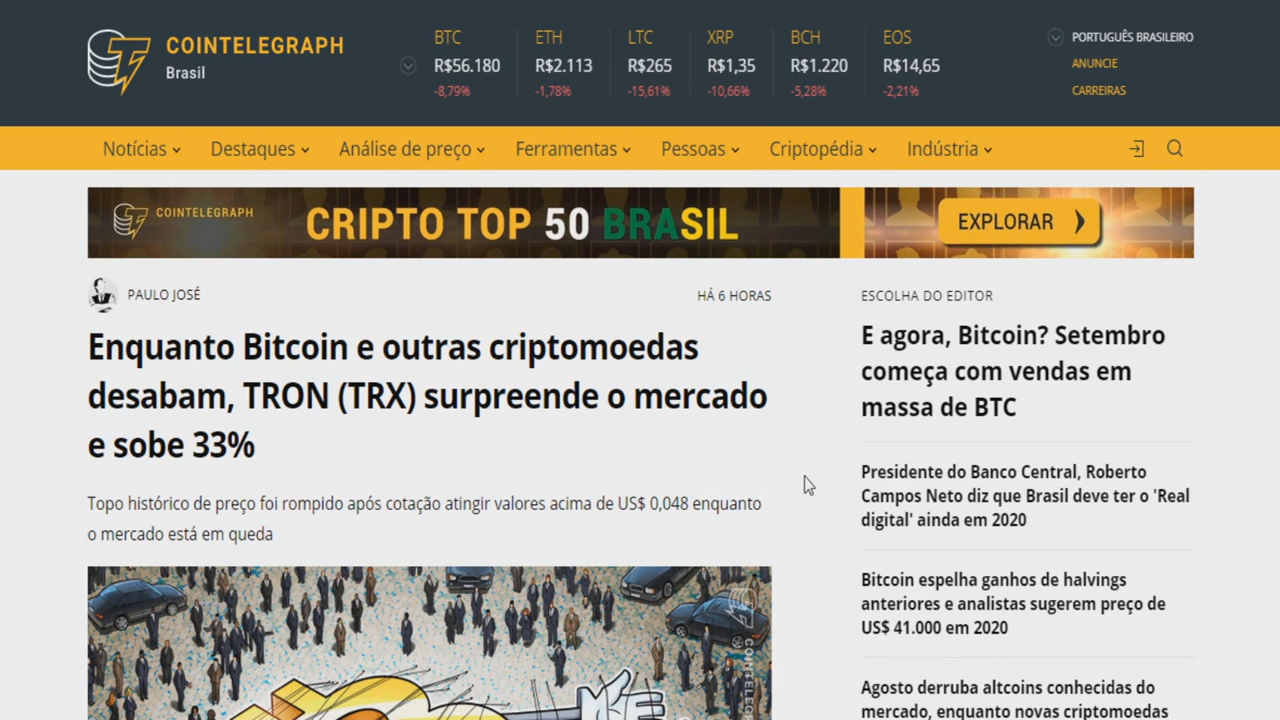 COINTELEGRAPH
Brasil
BTC
R$56.180
-8,79%
ETH
R$2.113
-1,78%
LTC
R$265
-15,61%
XRP
R$1,35
-10,66%
BCH
R$1.220
-5,28%
EOS
R$14,65
-2,21%
PORTUGUÊS BRASILEIRO
ANUNCIE
CARREIRAS
Notícias Destaques Análise de preço Ferramentas Pessoas Criptopédia Indústria
COINTELEGRAPH
CRIPTO TOP 50 BRASIL
EXPLORAR
PAULO JOSÉ
HÁ 6 HORAS
Enquanto Bitcoin e outras criptomoedas
desabam, TRON (TRX) surpreende o mercado
e sobe 33%
Topo histórico de preço foi rompido após cotação atingir valores acima de US$ 0,048 enquanto
o mercado está em queda
ESCOLHA DO EDITOR
E agora, Bitcoin? Setembro
começa com vendas em
massa de BTC
Presidente do Banco Central, Roberto
Campos Neto diz que Brasil deve ter o 'Real
digital' ainda em 2020
Bitcoin espelha ganhos de halvings
anteriores e analistas sugerem preço de
US$ 41.000 em 2020
Agosto derruba altcoins conhecidas do
mercado, enquanto novas criptomoedas